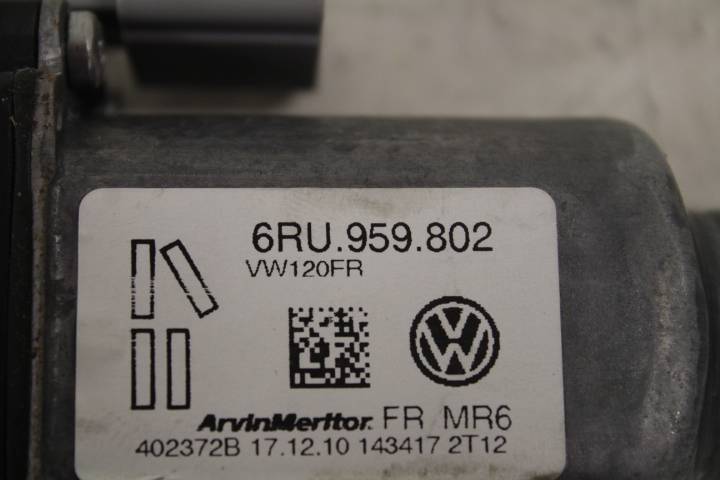 6RU.959.802
VW120FR
ArvinMeritor. FR MR6
402372B 17.12.10 143417 2T12